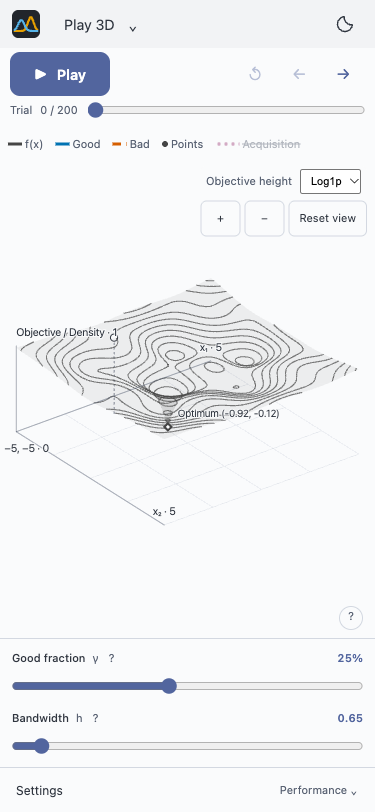 Play 3D
Play
Trial 0 / 200
f(x) Good Bad Points Acquisition
Objective height Log1p
+ − Reset view
Objective / Density · 1
x₁ · 5
Optimum (-0.92, -0.12)
−5, −5 · 0
x₂ · 5
?
Good fraction γ ? 25%
Bandwidth h ? 0.65
Settings Performance